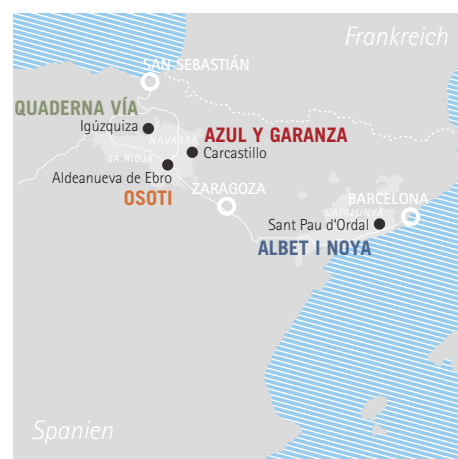 Frankreich
SAN SEBASTIÁN
QUADERNA VÍA
Igúzquiza
AZUL Y GARANZA
NAVARRA
Carcastillo
LA RIOJA
Aldeanueva de Ebro
OSOTI
ZARAGOZA
BARCELONA
CATALUNYA
Sant Pau d’Ordal
ALBET I NOYA
Spanien